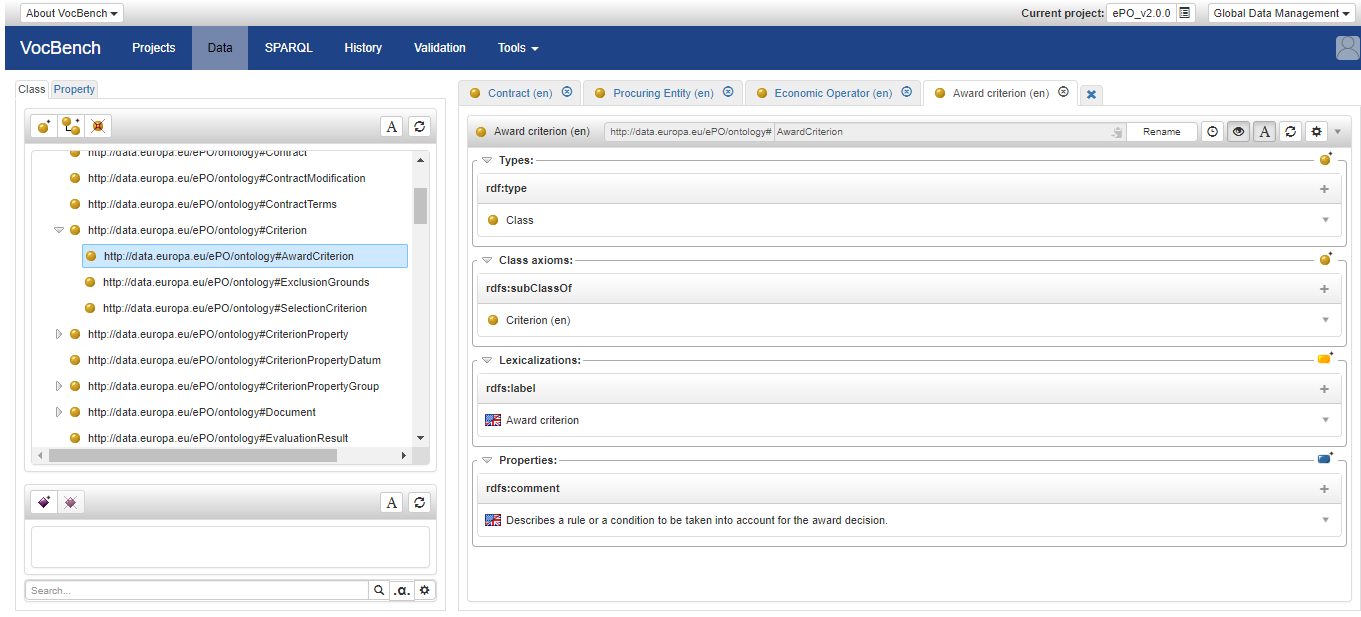 About VocBench
Current project: ePO_v2.0.0 Global Data Management
VocBench Projects Data SPARQL History Validation Tools
Class Property
A
http://data.europa.eu/ePO/ontology#Contract
http://data.europa.eu/ePO/ontology#ContractModification
http://data.europa.eu/ePO/ontology#ContractTerms
http://data.europa.eu/ePO/ontology#Criterion
http://data.europa.eu/ePO/ontology#AwardCriterion
http://data.europa.eu/ePO/ontology#ExclusionGrounds
http://data.europa.eu/ePO/ontology#SelectionCriterion
http://data.europa.eu/ePO/ontology#CriterionProperty
http://data.europa.eu/ePO/ontology#CriterionPropertyDatum
http://data.europa.eu/ePO/ontology#CriterionPropertyGroup
http://data.europa.eu/ePO/ontology#Document
http://data.europa.eu/ePO/ontology#EvaluationResult
A
Search... .α.
Contract (en) Procuring Entity (en) Economic Operator (en) Award criterion (en)
Award criterion (en) http://data.europa.eu/ePO/ontology# AwardCriterion Rename A
Types:
rdf:type
Class
Class axioms:
rdfs:subClassOf
Criterion (en)
Lexicalizations:
rdfs:label
Award criterion
Properties:
rdfs:comment
Describes a rule or a condition to be taken into account for the award decision.